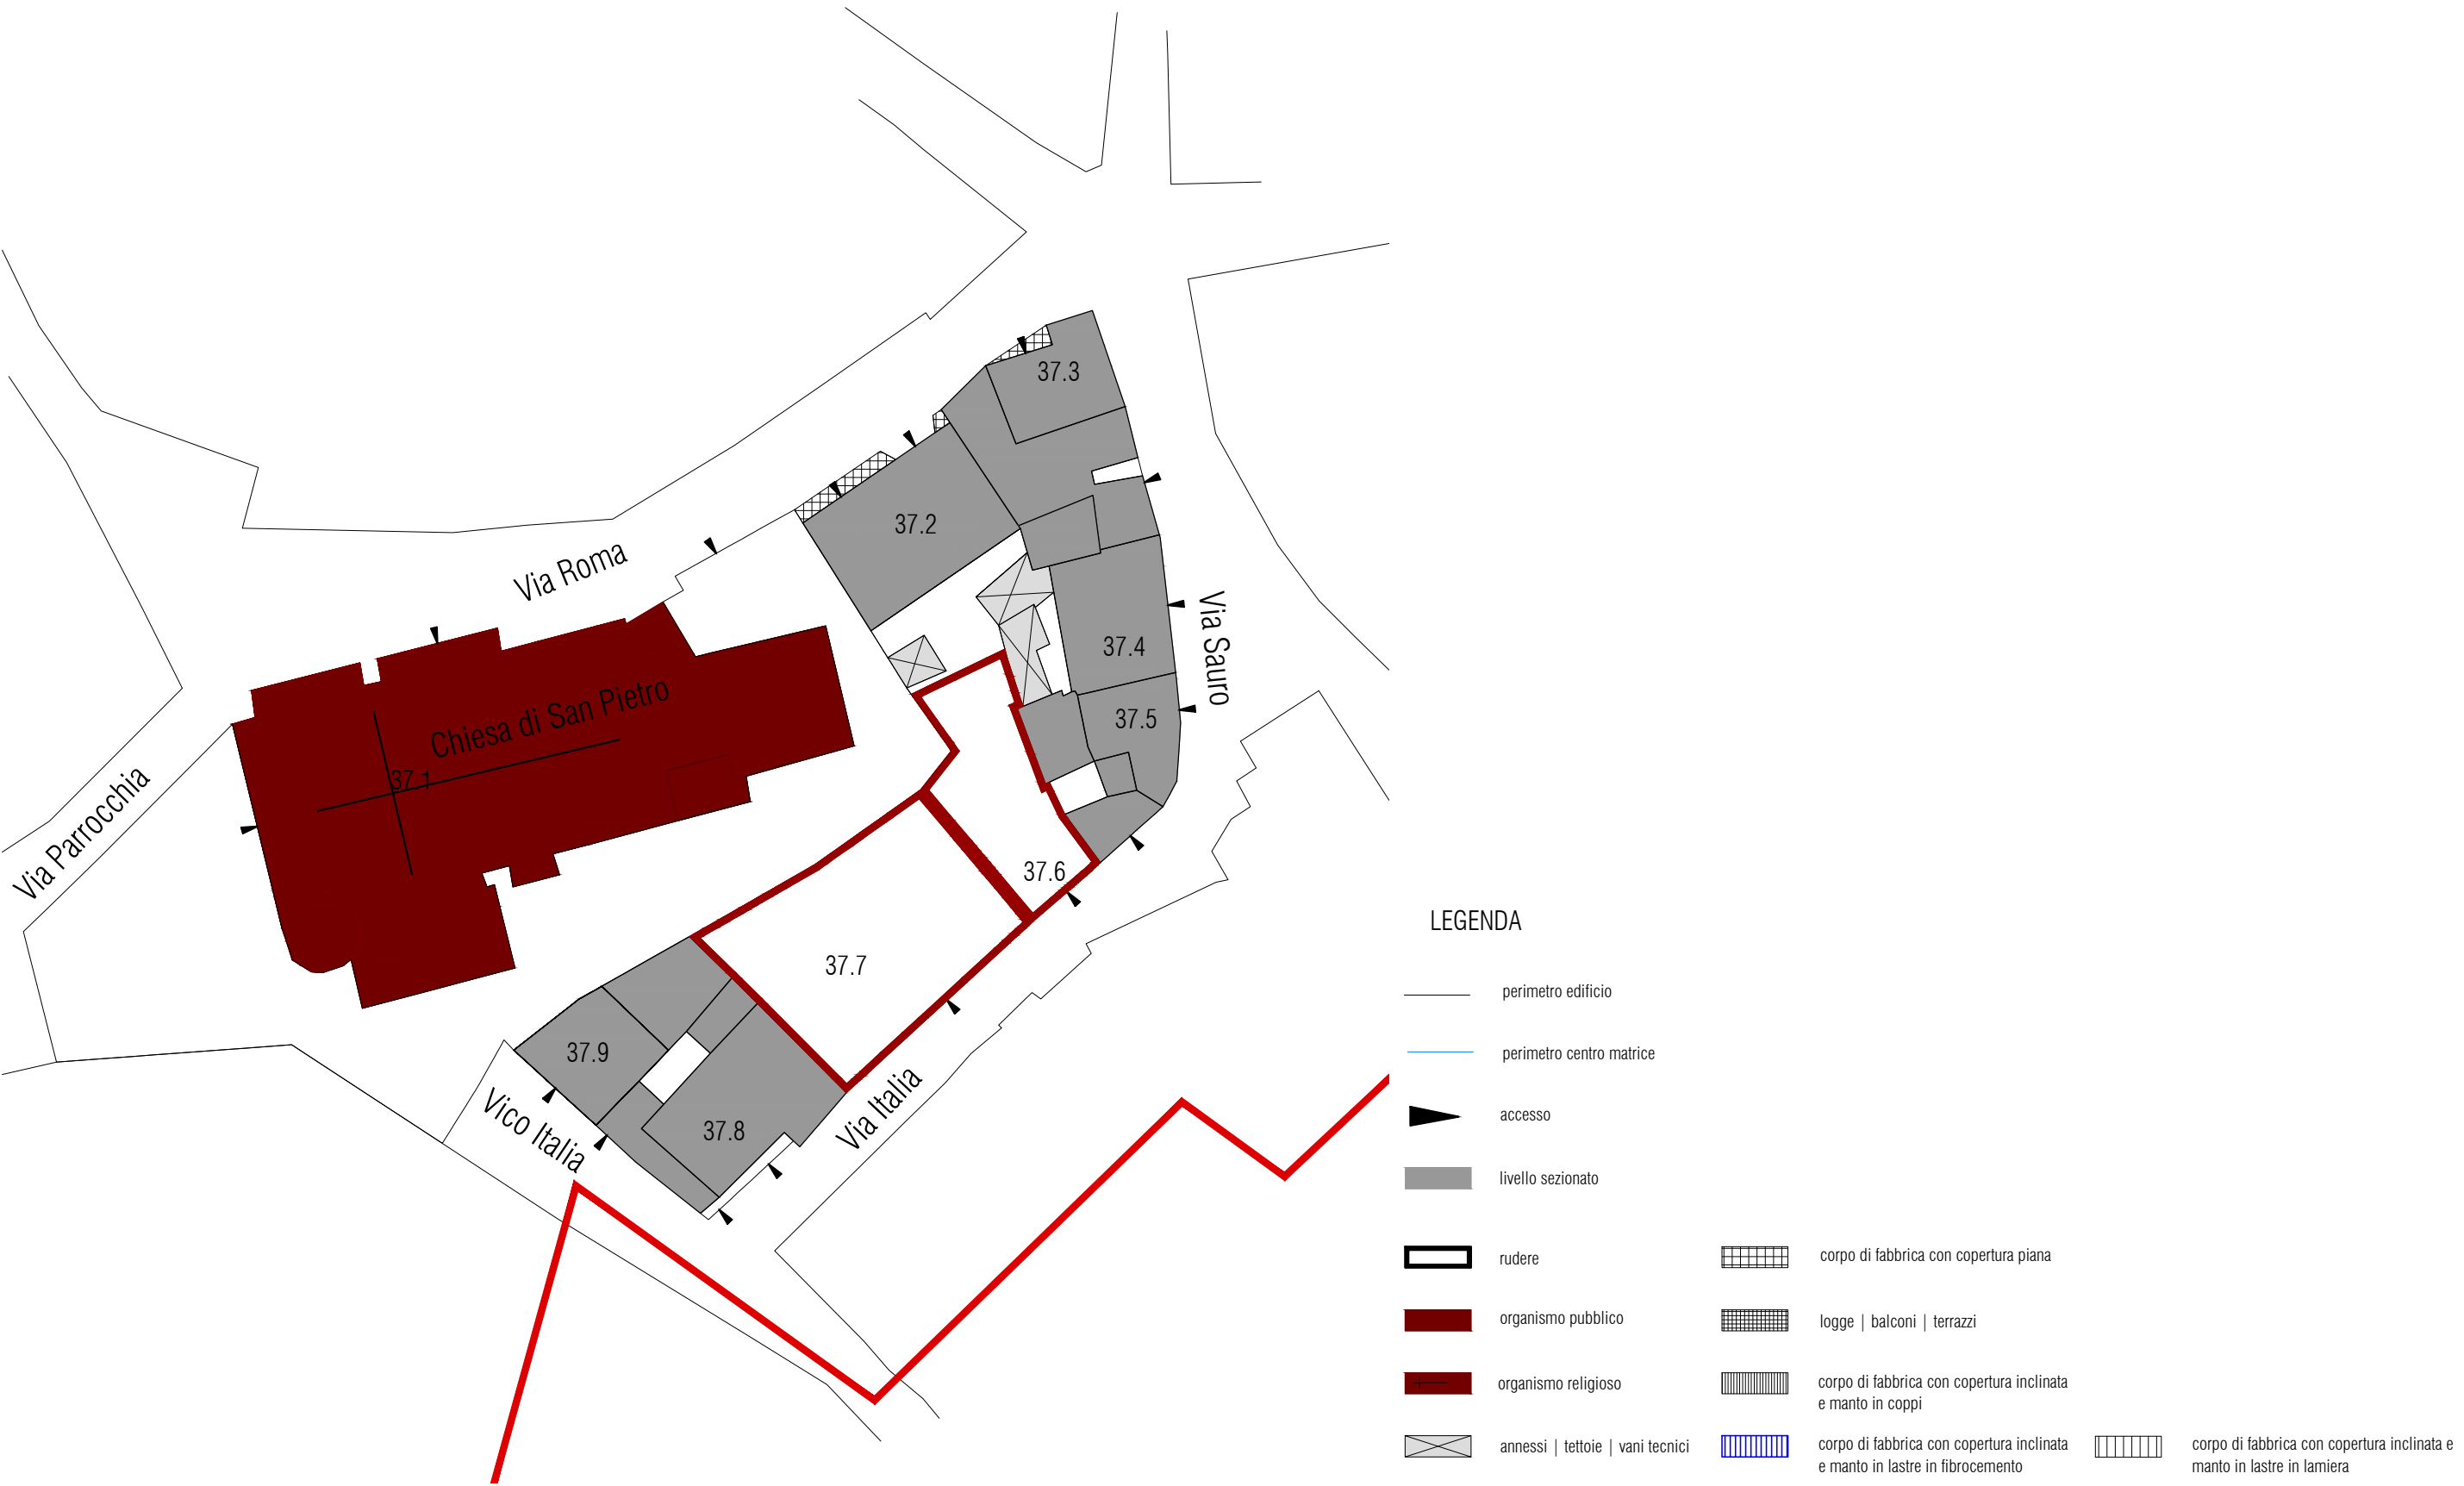 37.3
37.2
Via Roma
Via Sauro
37.4
Chiesa di San Pietro
37.5
37.1
Via Parrocchia
37.6
37.7
37.9
Vico Italia
37.8
Via Italia
LEGENDA
perimetro edificio
perimetro centro matrice
accesso
livello sezionato
rudere
organismo pubblico
organismo religioso
annessi | tettoie | vani tecnici
corpo di fabbrica con copertura piana
logge | balconi | terrazzi
corpo di fabbrica con copertura inclinata
e manto in coppi
corpo di fabbrica con copertura inclinata
e manto in lastre in fibrocemento
corpo di fabbrica con copertura inclinata e
manto in lastre in lamiera